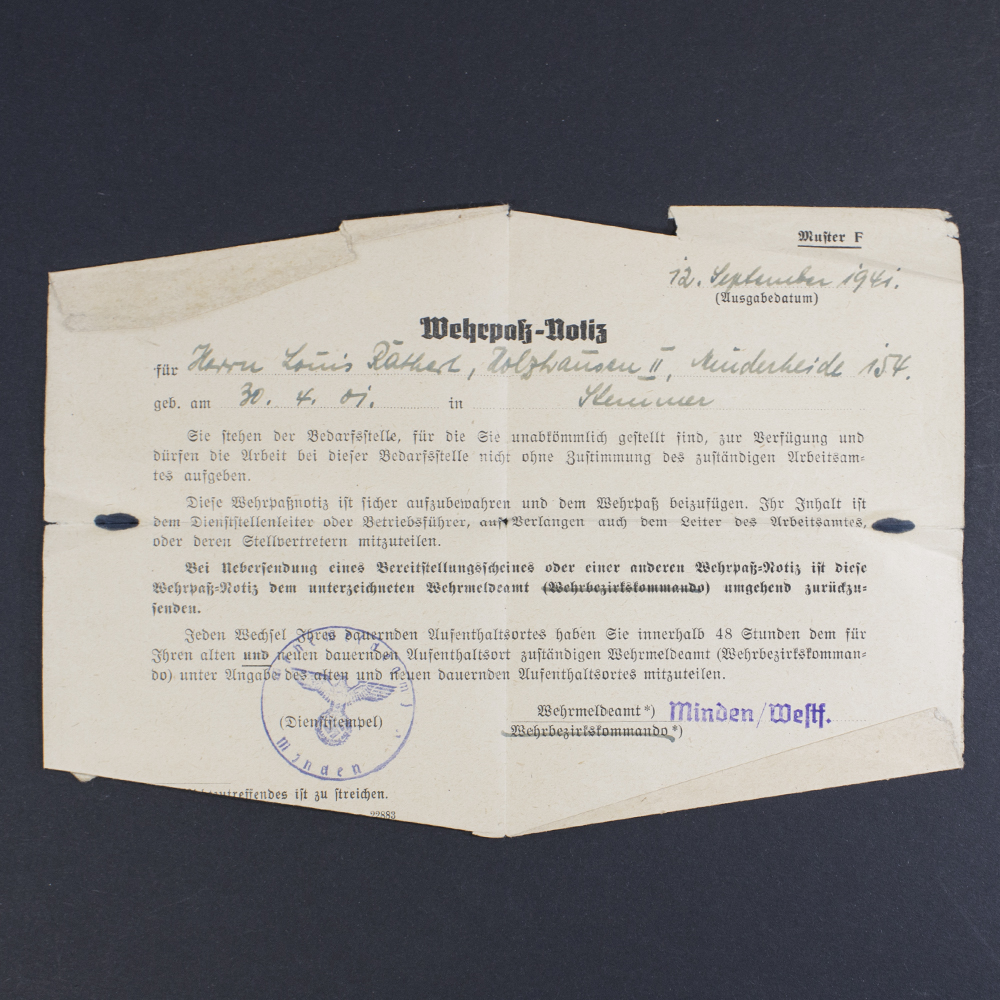 Muster F
12. September 1941.
(Ausgabedatum)
Wehrpaß-Notiz
für Herrn Louis Räthert, Holzhausen II, Neuderheide 154.
geb. am 30. 4. 01. in Stemmer
Sie stehen der Bedarfsstelle, für die Sie unabkömmlich gestellt sind, zur Verfügung und
dürfen die Arbeit bei dieser Bedarfsstelle nicht ohne Zustimmung des zuständigen Arbeitsam-
tes aufgeben.
Diese Wehrpaßnotiz ist sicher aufzubewahren und dem Wehrpaß beizufügen. Ihr Inhalt ist
dem Dienststellenleiter oder Betriebsführer, auf Verlangen auch dem Leiter des Arbeitsamtes,
oder deren Stellvertretern mitzuteilen.
Bei Uebersendung eines Bereitstellungsscheines oder einer anderen Wehrpaß-Notiz ist diese
Wehrpaß-Notiz dem unterzeichneten Wehrmeldeamt (Wehrbezirkskommando) umgehend zurückzu-
senden.
Jeden Wechsel Ihres dauernden Aufenthaltsortes haben Sie innerhalb 48 Stunden dem für
Ihren alten und neuen dauernden Aufenthaltsort zuständigen Wehrmeldeamt (Wehrbezirkskomman-
do) unter Angabe des alten und neuen dauernden Aufenthaltsortes mitzuteilen.
Wehrmeldeamt*) Minden/Westf.
(Dienststempel)
Wehrbezirkskommando*)
Minden
ist zu streichen.
22883